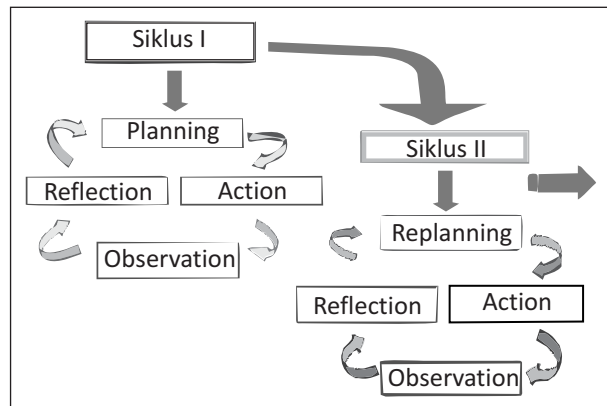 Siklus I
Planning
Reflection
Action
Observation
Siklus II
Replanning
Reflection
Action
Observation